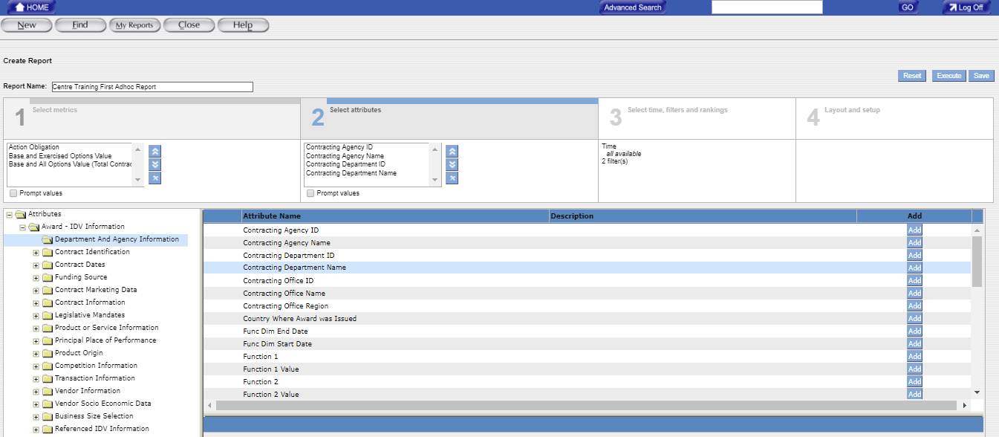 HOME
Advanced Search
GO
Log Off
New
Find
My Reports
Close
Help
Create Report
Reset
Execute
Save
Report Name: Centre Training First Adhoc Report
1 Select metrics
2 Select attributes
3 Select time, filters and rankings
4 Layout and setup
Action Obligation
Base and Exercised Options Value
Base and All Options Value (Total Contrac
Prompt values
Contracting Agency ID
Contracting Agency Name
Contracting Department ID
Contracting Department Name
Prompt values
Time
all available
2 filter(s)
Attributes
Award - IDV Information
Department And Agency Information
Contract Identification
Contract Dates
Funding Source
Contract Marketing Data
Contract Information
Legislative Mandates
Product or Service Information
Principal Place of Performance
Product Origin
Competition Information
Transaction Information
Vendor Information
Vendor Socio Economic Data
Business Size Selection
Referenced IDV Information
Attribute Name Description Add
Contracting Agency ID Add
Contracting Agency Name Add
Contracting Department ID Add
Contracting Department Name Add
Contracting Office ID Add
Contracting Office Name Add
Contracting Office Region Add
Country Where Award was Issued Add
Func Dim End Date Add
Func Dim Start Date Add
Function 1 Add
Function 1 Value Add
Function 2 Add
Function 2 Value Add